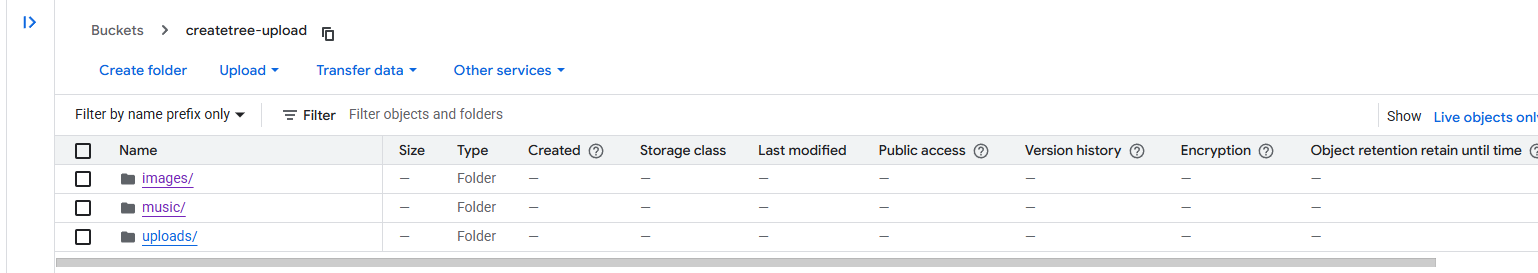 Buckets > createtree-upload
Create folder Upload Transfer data Other services
Filter by name prefix only Filter Filter objects and folders Show Live objects only
Name Size Type Created Storage class Last modified Public access Version history Encryption Object retention retain until time
images/ — Folder — — — — — — —
music/ — Folder — — — — — — —
uploads/ — Folder — — — — — — —